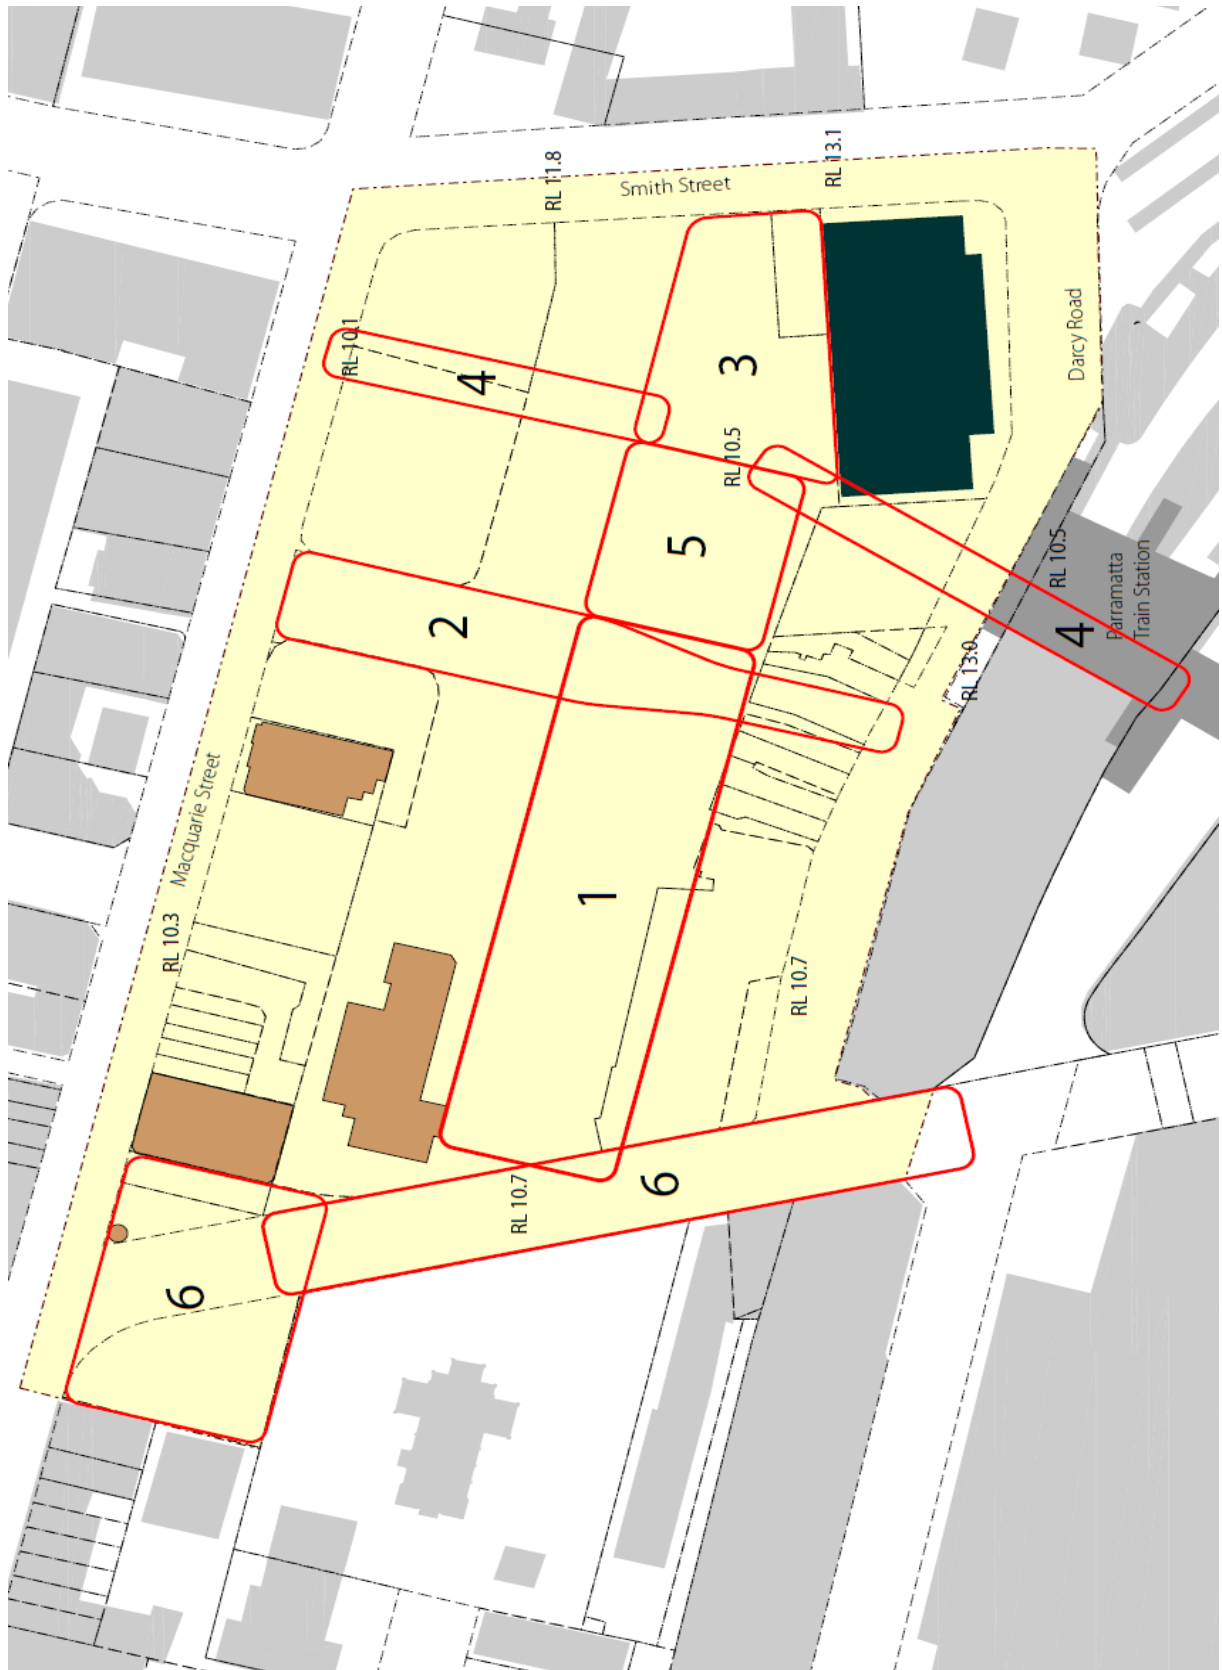 Smith Street
RL 11.8
RL 13.1
RL 10.1
4
3
RL 10.5
Darcy Road
5
2
RL 10.5
Parramatta
Train Station
4
RL 13.0
Macquarie Street
1
RL 10.3
RL 10.7
RL 10.7
6
6